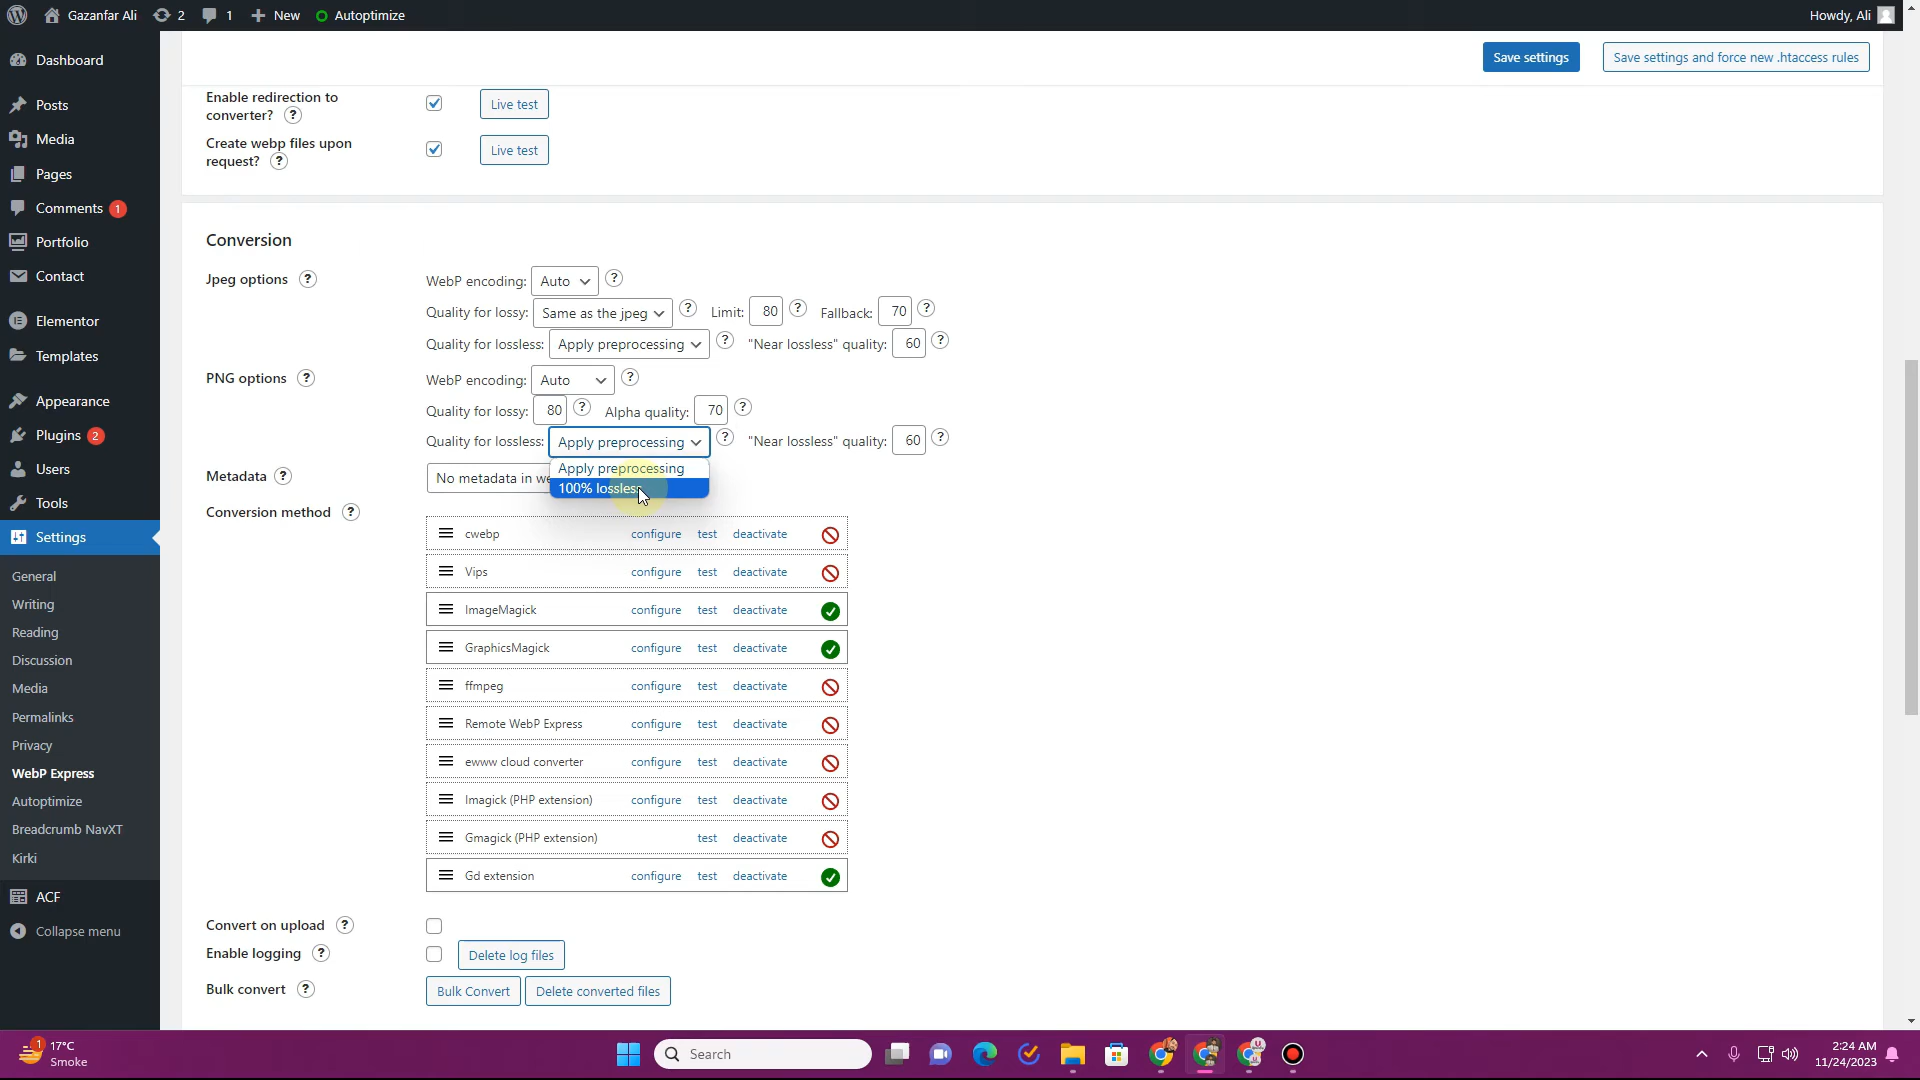 Gazanfar Ali 2 1 New Autoptimize Howdy, Ali
Dashboard
Posts
Media
Pages
Comments 1
Portfolio
Contact
Elementor
Templates
Appearance
Plugins 2
Users
Tools
Settings
General
Writing
Reading
Discussion
Media
Permalinks
Privacy
WebP Express
Autoptimize
Breadcrumb NavXT
Kirki
ACF
Collapse menu
Save settings Save settings and force new .htaccess rules
Enable redirection to
converter? ? Live test
Create webp files upon
request? ? Live test
Conversion
Jpeg options ? WebP encoding: Auto ?
Quality for lossy: Same as the jpeg ? Limit: 80 ? Fallback: 70 ?
Quality for lossless: Apply preprocessing ? "Near lossless" quality: 60 ?
PNG options ? WebP encoding: Auto ?
Quality for lossy: 80 ? Alpha quality: 70 ?
Quality for lossless: Apply preprocessing ? "Near lossless" quality: 60 ?
Apply preprocessing
100% lossless
Metadata ? No metadata in we
Conversion method ?
cwebp configure test deactivate
Vips configure test deactivate
ImageMagick configure test deactivate
GraphicsMagick configure test deactivate
ffmpeg configure test deactivate
Remote WebP Express configure test deactivate
ewww cloud converter configure test deactivate
Imagick (PHP extension) configure test deactivate
Gmagick (PHP extension) test deactivate
Gd extension configure test deactivate
Convert on upload ?
Enable logging ? Delete log files
Bulk convert ? Bulk Convert Delete converted files
1 17°C
Smoke
Search
2:24 AM
11/24/2023